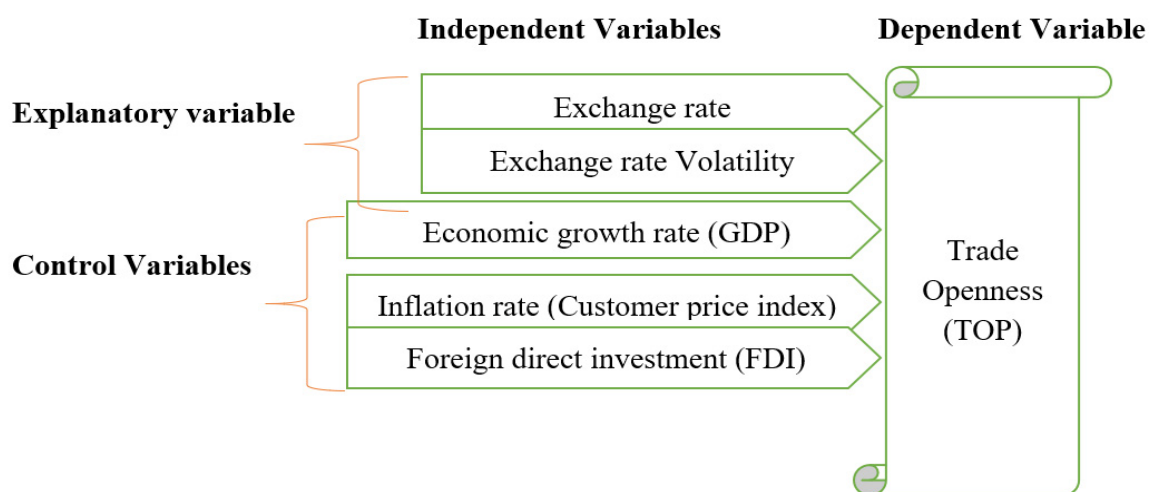 Independent Variables
Dependent Variable
Explanatory variable
Exchange rate
Exchange rate Volatility
Control Variables
Economic growth rate (GDP)
Inflation rate (Customer price index)
Foreign direct investment (FDI)
Trade
Openness
(TOP)